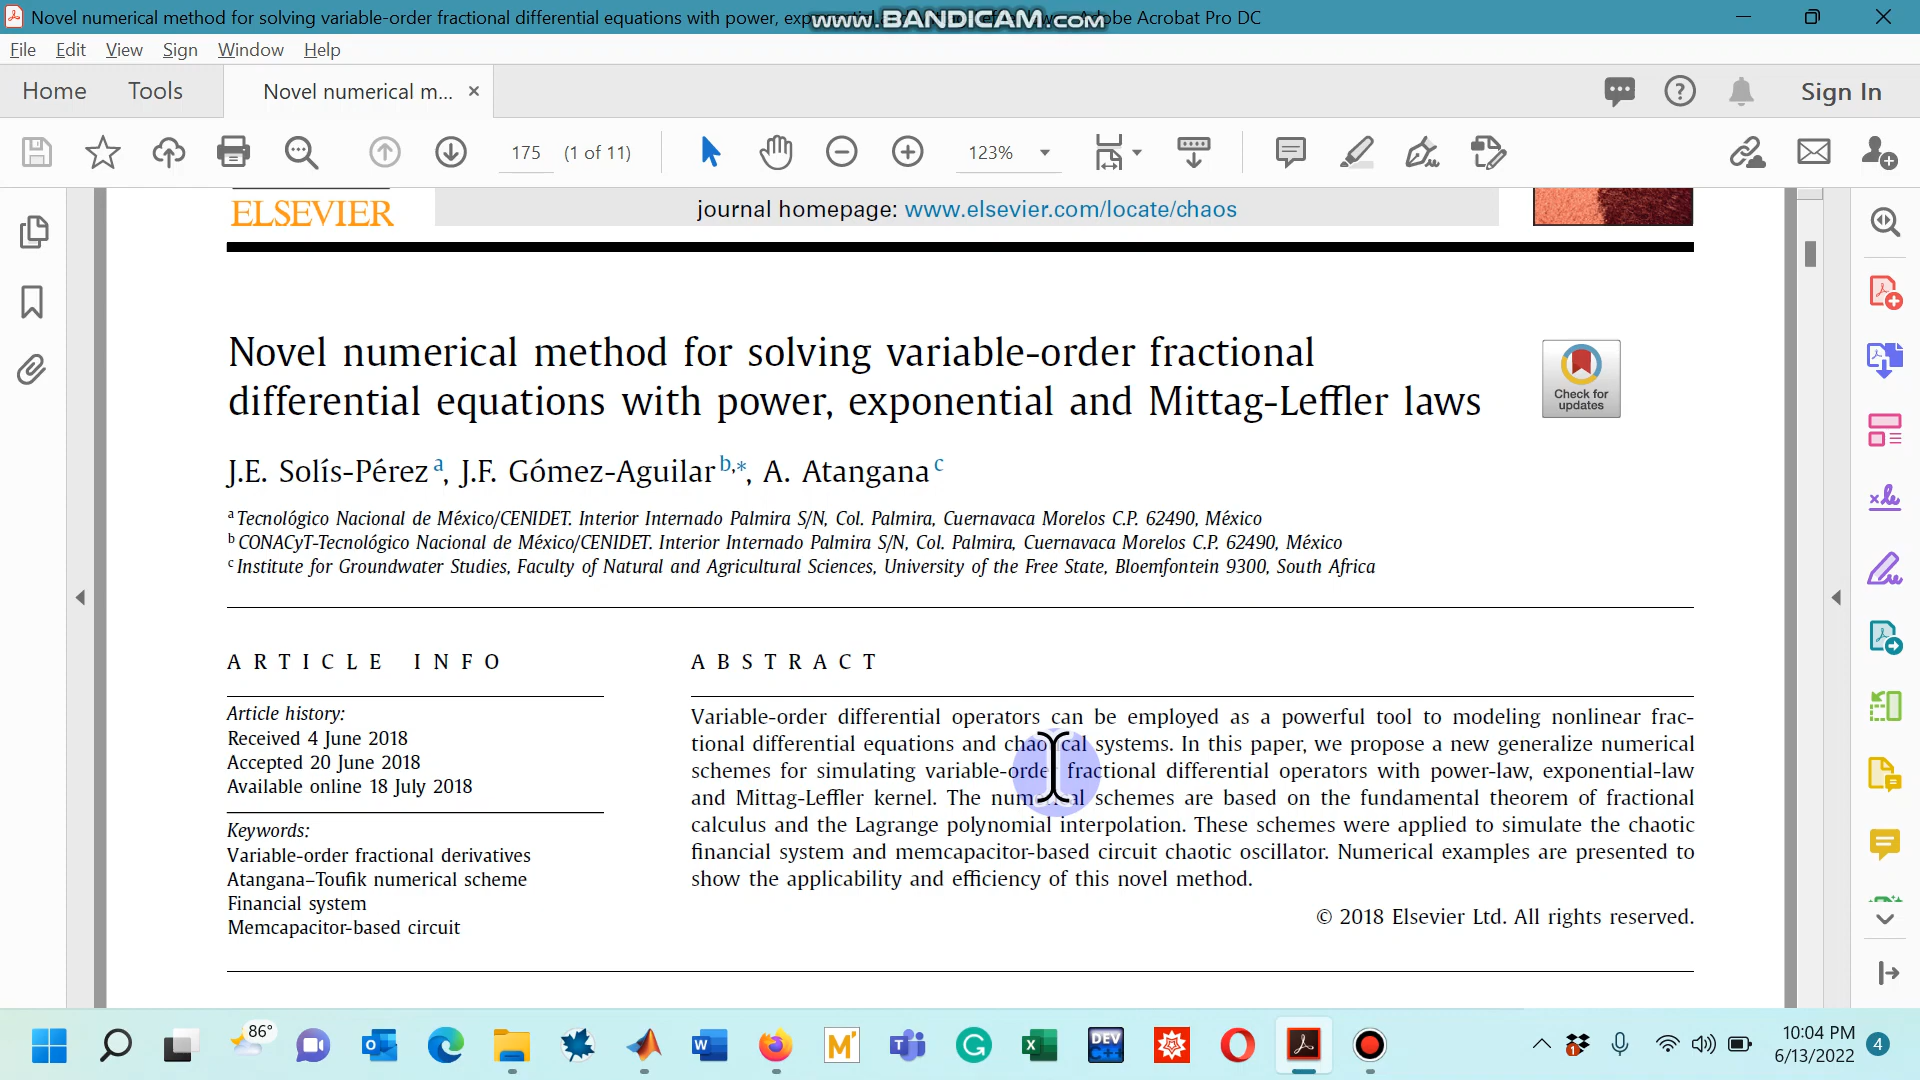 Novel numerical method for solving variable-order fractional differential equations with power, exp
www.BANDICAM.com
Adobe Acrobat Pro DC
File Edit View Sign Window Help
Home Tools Novel numerical m... × Sign In
175 (1 of 11) 123%
ELSEVIER
journal homepage: www.elsevier.com/locate/chaos
Novel numerical method for solving variable-order fractional
differential equations with power, exponential and Mittag-Leffler laws
Check for
updates
J.E. Solís-Pérez a, J.F. Gómez-Aguilar b,*, A. Atangana c
a Tecnológico Nacional de México/CENIDET. Interior Internado Palmira S/N, Col. Palmira, Cuernavaca Morelos C.P. 62490, México
b CONACyT-Tecnológico Nacional de México/CENIDET. Interior Internado Palmira S/N, Col. Palmira, Cuernavaca Morelos C.P. 62490, México
c Institute for Groundwater Studies, Faculty of Natural and Agricultural Sciences, University of the Free State, Bloemfontein 9300, South Africa
ARTICLE INFO
Article history:
Received 4 June 2018
Accepted 20 June 2018
Available online 18 July 2018
Keywords:
Variable-order fractional derivatives
Atangana–Toufik numerical scheme
Financial system
Memcapacitor-based circuit
ABSTRACT
Variable-order differential operators can be employed as a powerful tool to modeling nonlinear frac-
tional differential equations and chaotical systems. In this paper, we propose a new generalize numerical
schemes for simulating variable-order fractional differential operators with power-law, exponential-law
and Mittag-Leffler kernel. The numerical schemes are based on the fundamental theorem of fractional
calculus and the Lagrange polynomial interpolation. These schemes were applied to simulate the chaotic
financial system and memcapacitor-based circuit chaotic oscillator. Numerical examples are presented to
show the applicability and efficiency of this novel method.
© 2018 Elsevier Ltd. All rights reserved.
86°
DEV
C++
10:04 PM
6/13/2022
4